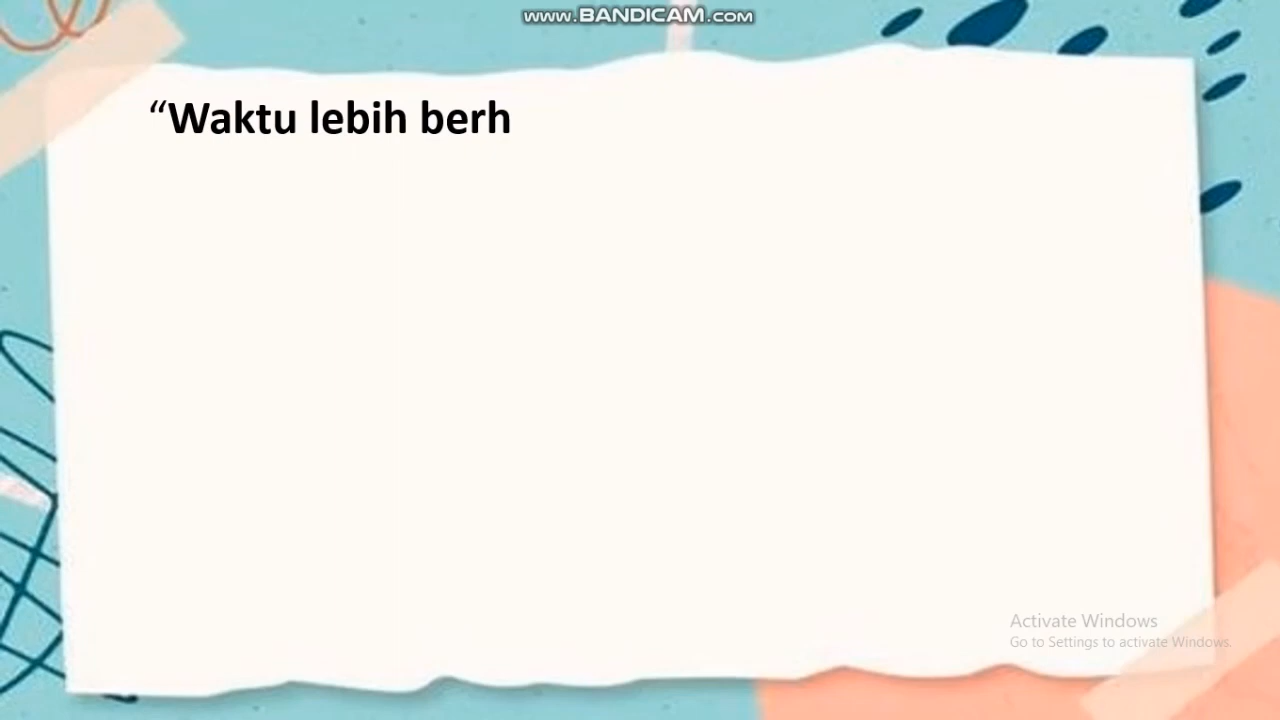 www.BANDICAM.com
“Waktu lebih berh
Activate Windows
Go to Settings to activate Windows.